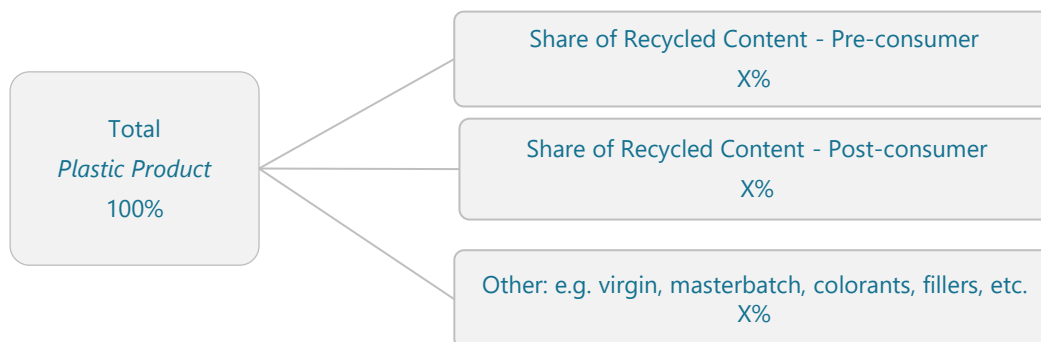 Share of Recycled Content - Pre-consumer
X%
Total
Plastic Product
100%
Share of Recycled Content - Post-consumer
X%
Other: e.g. virgin, masterbatch, colorants, fillers, etc.
X%